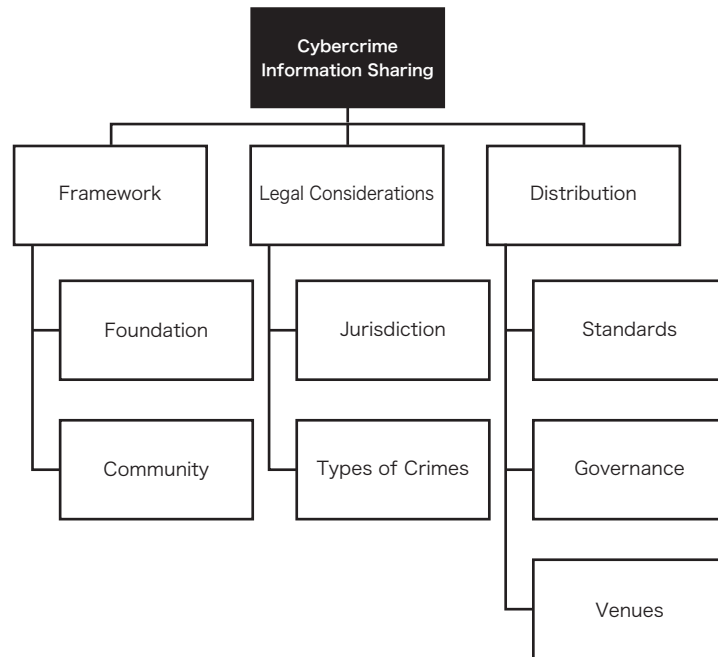 Cybercrime
Information Sharing
Framework
Legal Considerations
Distribution
Foundation
Jurisdiction
Standards
Community
Types of Crimes
Governance
Venues